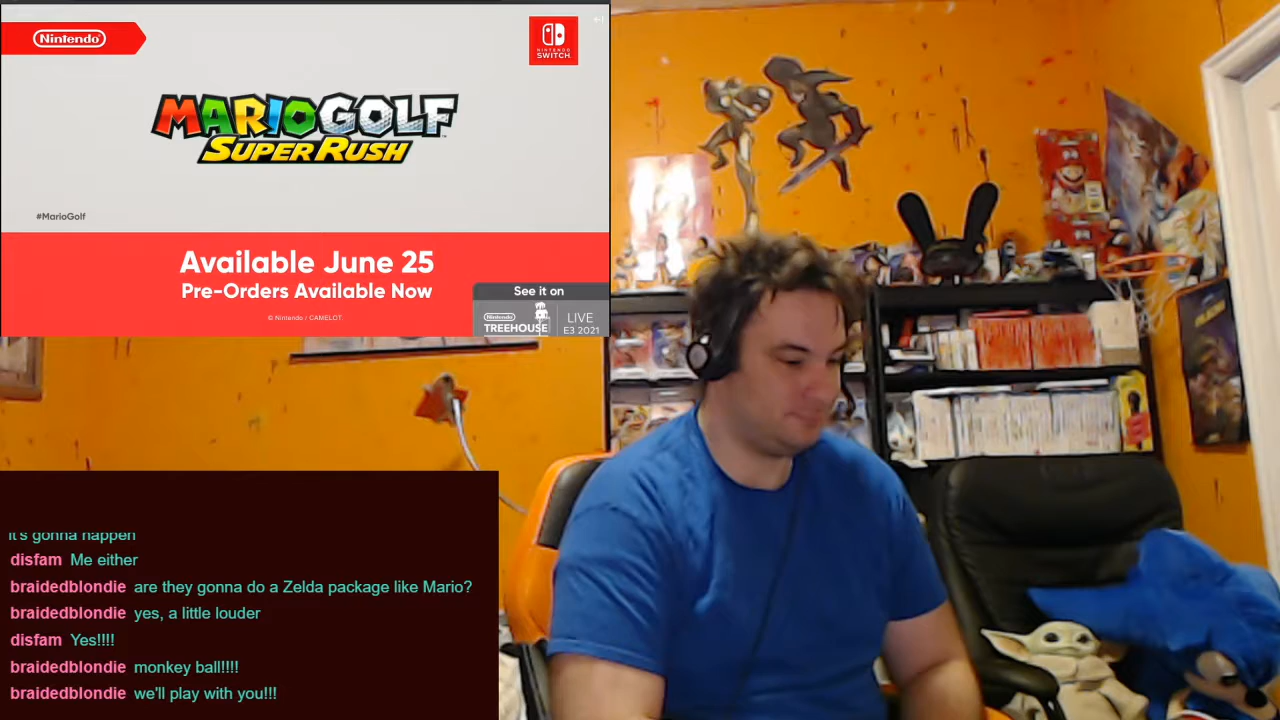 Nintendo
NINTENDO
SWITCH
MARIO GOLF
SUPER RUSH
#MarioGolf
Available June 25
Pre-Orders Available Now
© Nintendo / CAMELOT.
See it on
Nintendo
TREEHOUSE
LIVE
E3 2021
it's gonna happen
disfam Me either
braidedblondie are they gonna do a Zelda package like Mario?
braidedblondie yes, a little louder
disfam Yes!!!!
braidedblondie monkey ball!!!!
braidedblondie we'll play with you!!!